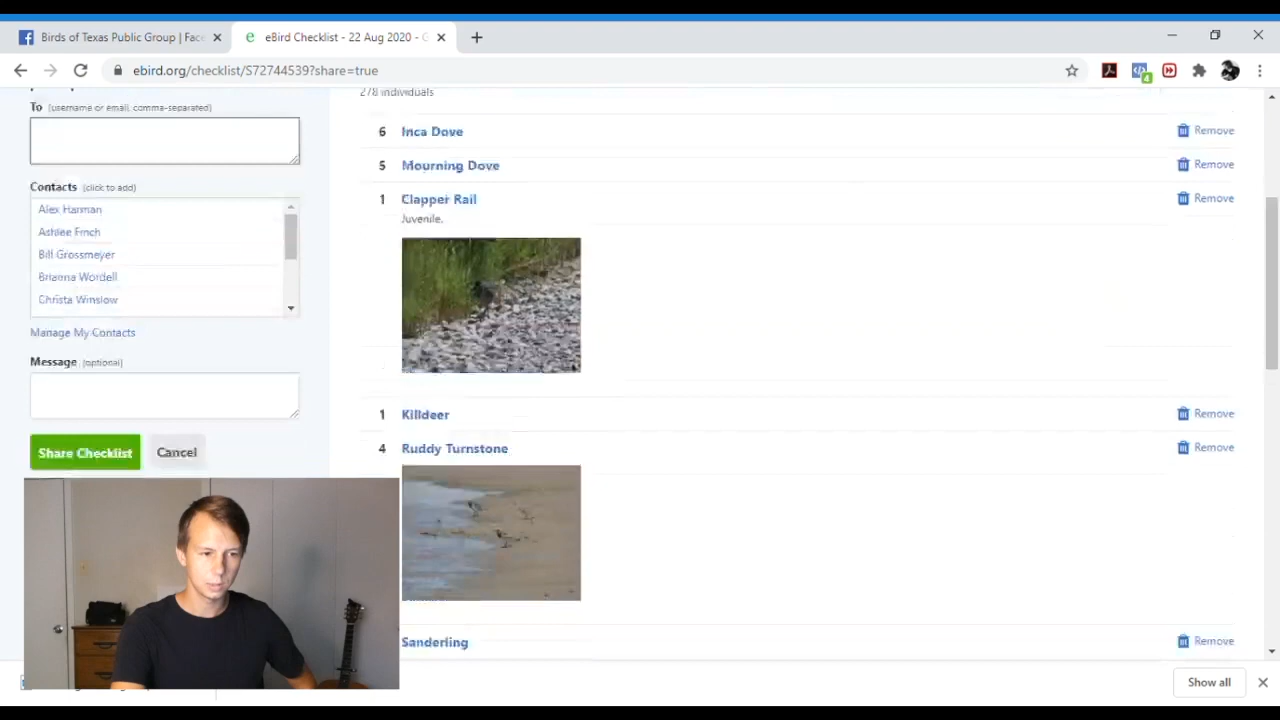 Birds of Texas Public Group | Face
eBird Checklist - 22 Aug 2020 - G
ebird.org/checklist/S72744539?share=true
4
To (username or email, comma-separated)
Contacts (click to add)
Alex Harman
Ashlee Finch
Bill Grossmeyer
Brianna Wordell
Christa Winslow
Manage My Contacts
Message (optional)
Share Checklist
Cancel
278 individuals
6 Inca Dove Remove
5 Mourning Dove Remove
1 Clapper Rail Remove
Juvenile.
1 Killdeer Remove
4 Ruddy Turnstone Remove
Sanderling Remove
Show all